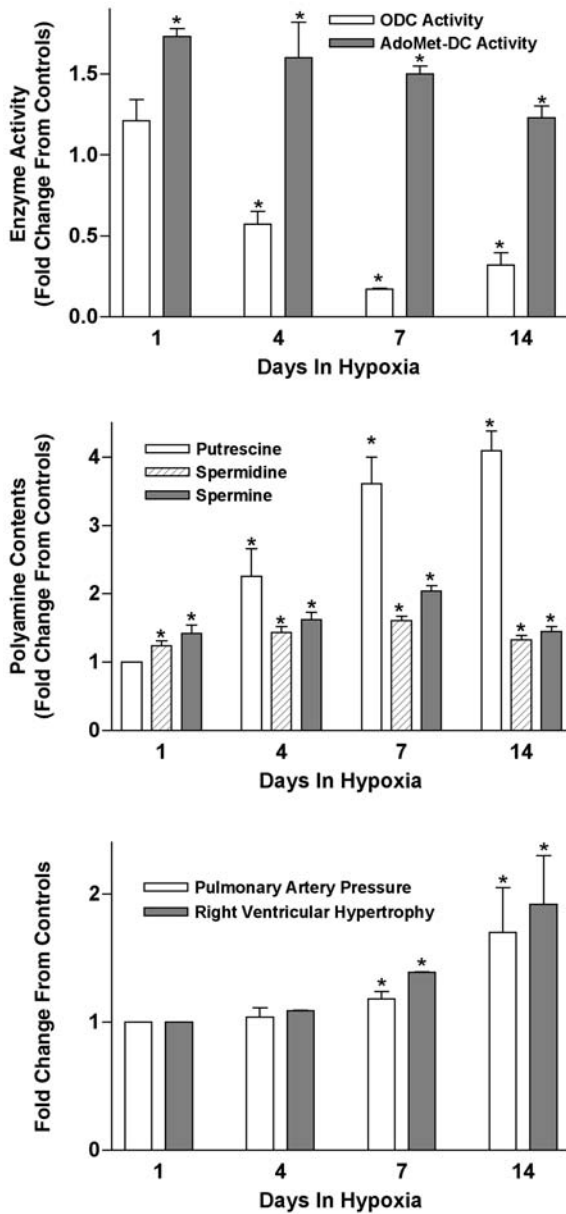 ODC Activity
AdoMet-DC Activity
Enzyme Activity
(Fold Change From Controls)
1.5
1.0
0.5
0.0
* * * * * * *
1 4 7 14
Days In Hypoxia
Putrescine
Spermidine
Spermine
Polyamine Contents
(Fold Change From Controls)
4
3
2
1
0
* * * * * * * * * * *
1 4 7 14
Days In Hypoxia
Pulmonary Artery Pressure
Right Ventricular Hypertrophy
Fold Change From Controls
2
1
0
* * * *
1 4 7 14
Days In Hypoxia